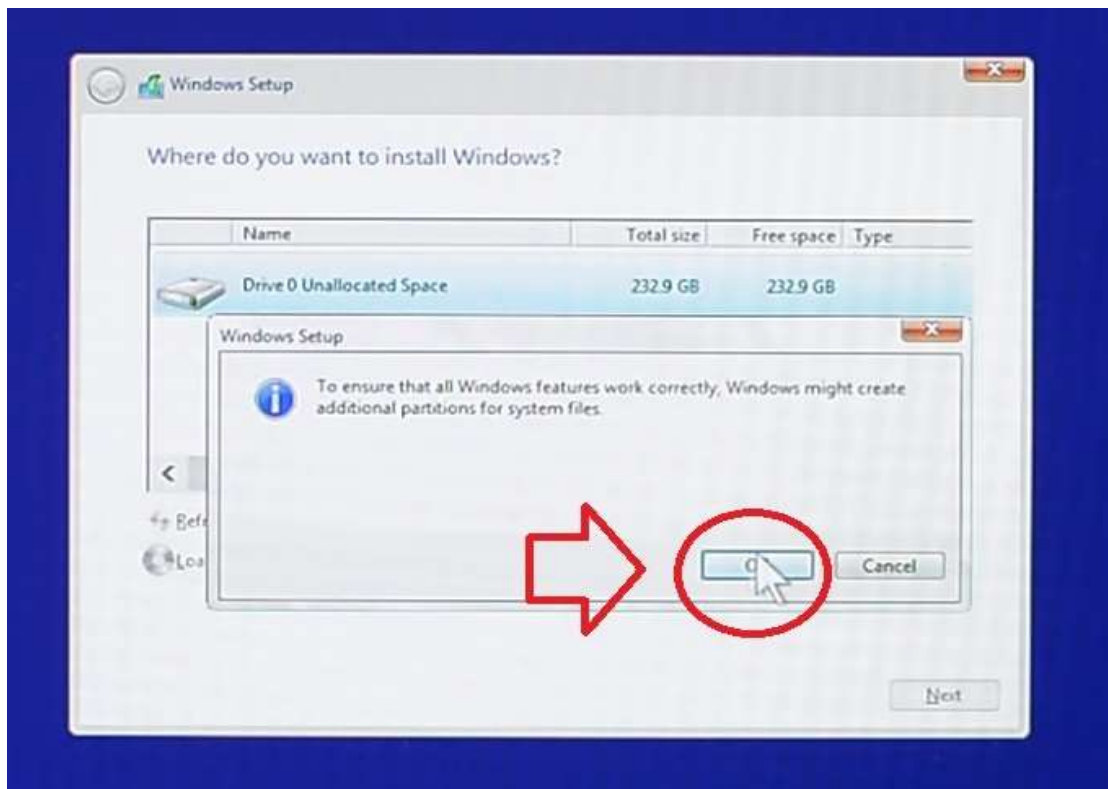 Windows Setup
Where do you want to install Windows?
Name Total size Free space Type
Drive 0 Unallocated Space 232.9 GB 232.9 GB
Windows Setup
To ensure that all Windows features work correctly, Windows might create
additional partitions for system files.
Cancel
Next